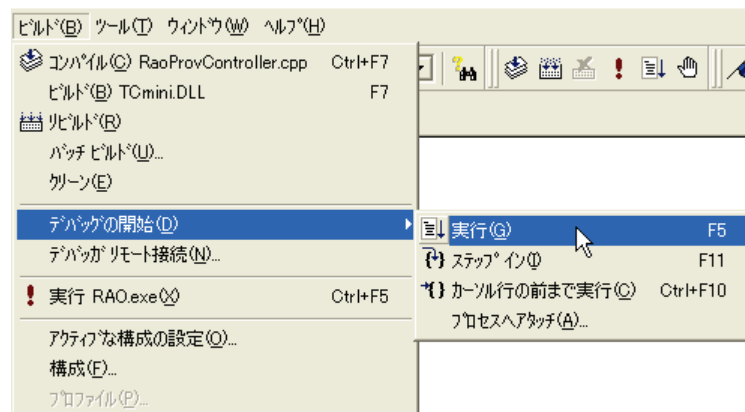 ﾋﾞﾙﾄﾞ(B) ﾂｰﾙ(T) ｳｨﾝﾄﾞｳ(W) ﾍﾙﾌﾟ(H)
ｺﾝﾊﾟｲﾙ(C) RaoProvController.cpp Ctrl+F7
ﾋﾞﾙﾄﾞ(B) TCmini.DLL F7
ﾘﾋﾞﾙﾄﾞ(R)
ﾊﾞｯﾁ ﾋﾞﾙﾄﾞ(U)...
ｸﾘｰﾝ(E)
ﾃﾞﾊﾞｯｸﾞの開始(D)
実行(G) F5
ﾃﾞﾊﾞｯｶﾞ ﾘﾓｰﾄ接続(N)...
ｽﾃｯﾌﾟ ｲﾝ(I) F11
実行 RAO.exe(X) Ctrl+F5
ｶｰｿﾙ行の前まで実行(C) Ctrl+F10
ﾌﾟﾛｾｽへｱﾀｯﾁ(A)...
ｱｸﾃｨﾌﾞな構成の設定(O)...
構成(F)...
ﾌﾟﾛﾌｧｲﾙ(P)...